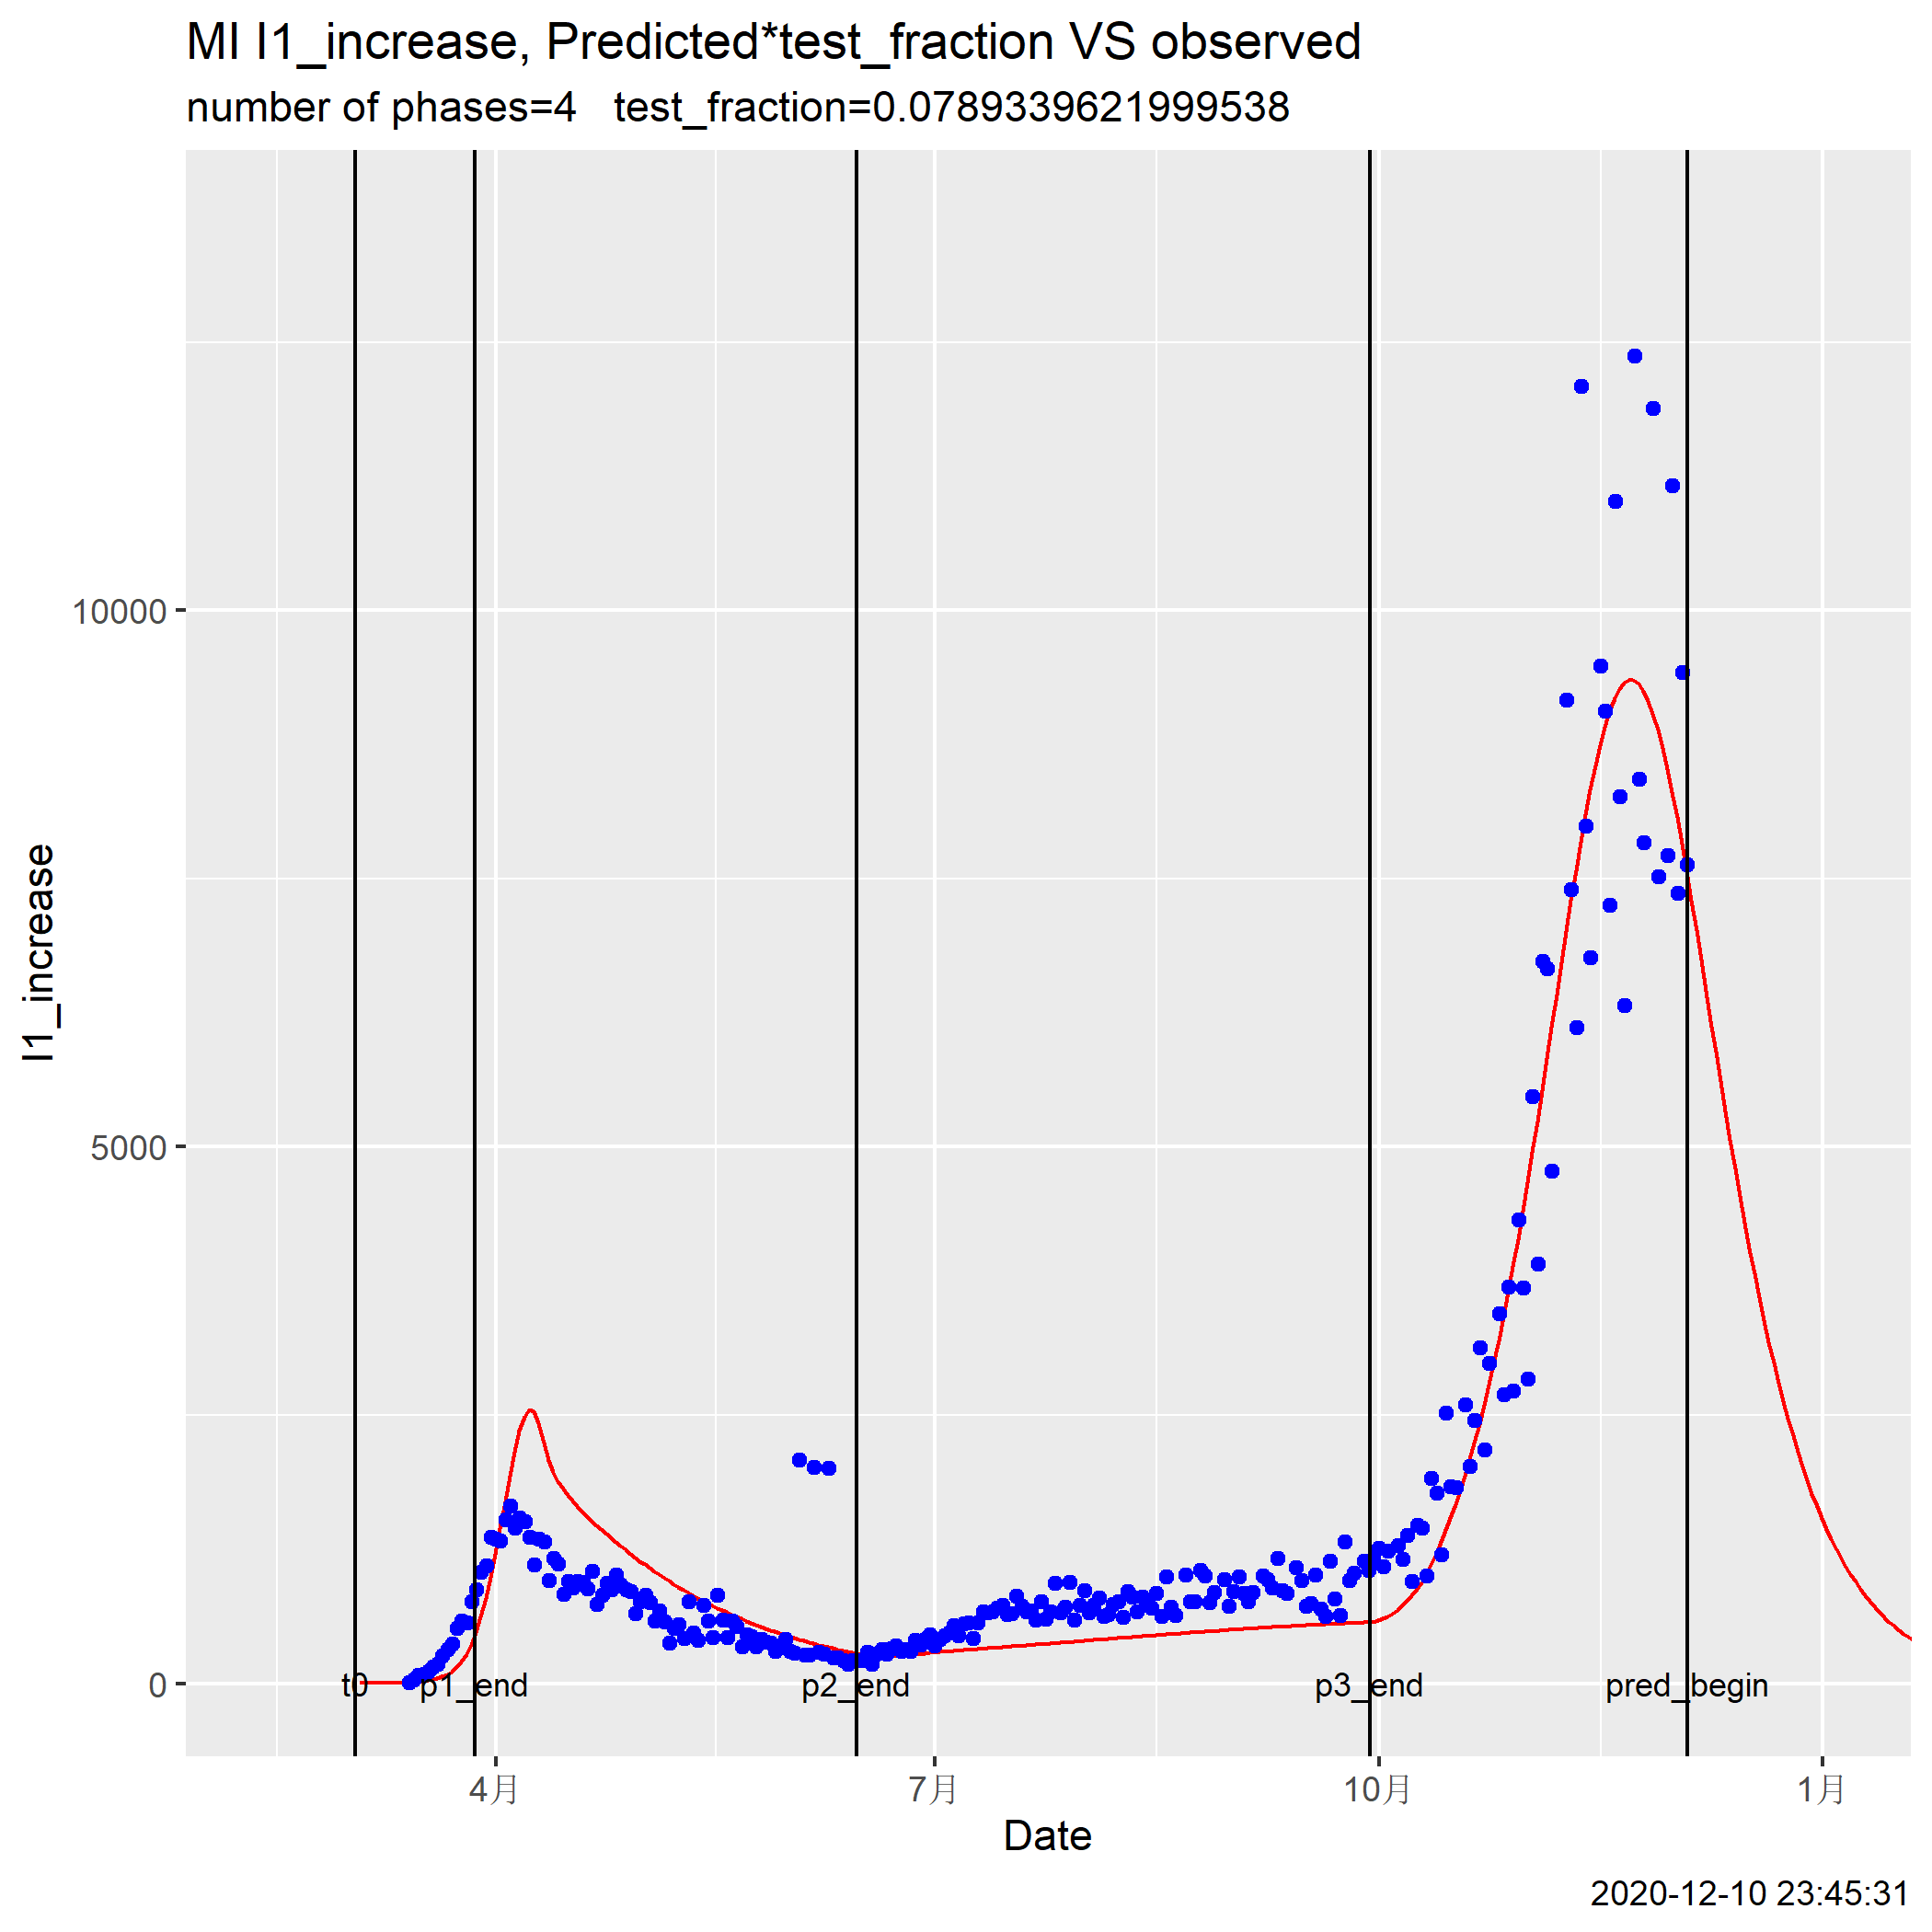 MI I1_increase, Predicted*test_fraction VS observed
number of phases=4   test_fraction=0.0789339621999538
I1_increase
10000
5000
0
t0
p1_end
p2_end
p3_end
pred_begin
4月
7月
10月
1月
Date
2020-12-10 23:45:31